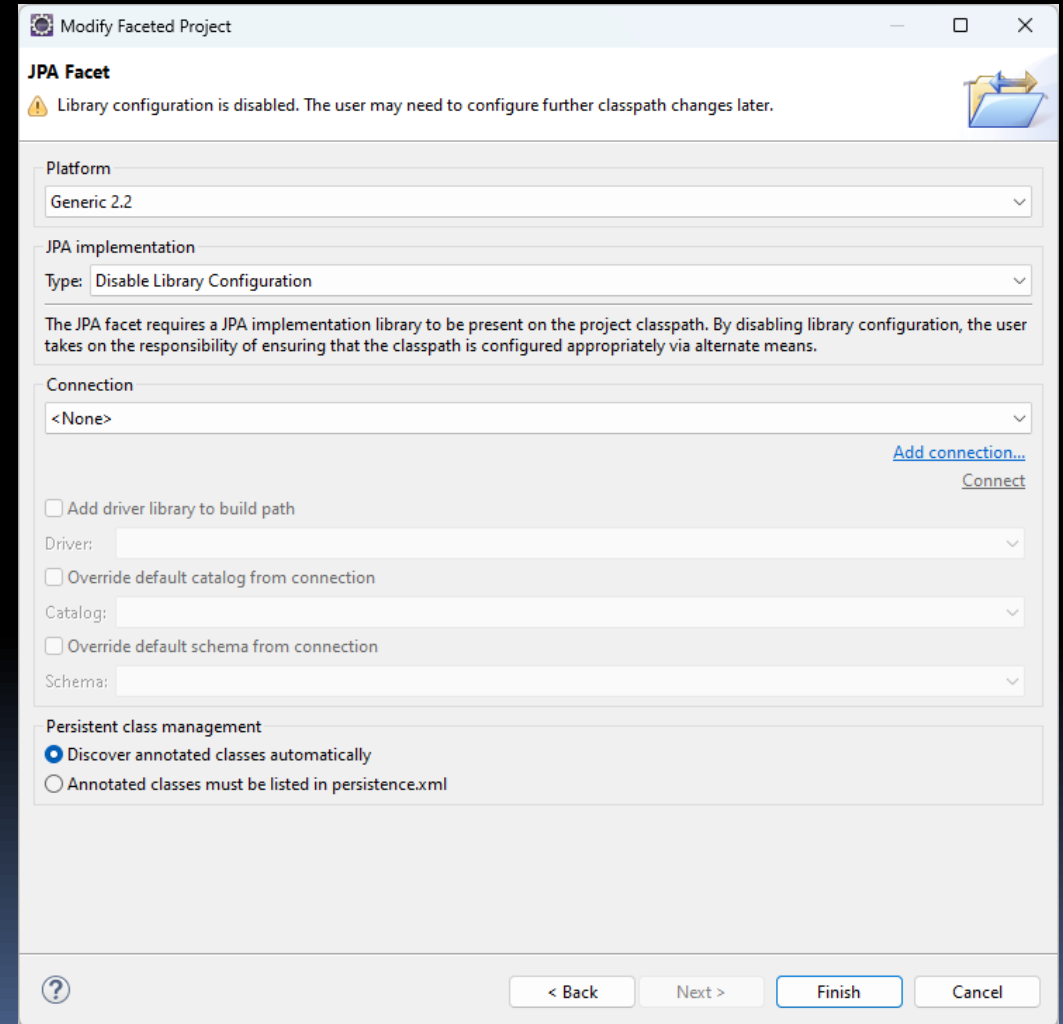 Modify Faceted Project
JPA Facet
Library configuration is disabled. The user may need to configure further classpath changes later.
Platform
Generic 2.2
JPA implementation
Type: Disable Library Configuration
The JPA facet requires a JPA implementation library to be present on the project classpath. By disabling library configuration, the user
takes on the responsibility of ensuring that the classpath is configured appropriately via alternate means.
Connection
<None>
Add connection...
Connect
Add driver library to build path
Driver:
Override default catalog from connection
Catalog:
Override default schema from connection
Schema:
Persistent class management
Discover annotated classes automatically
Annotated classes must be listed in persistence.xml
? < Back Next > Finish Cancel